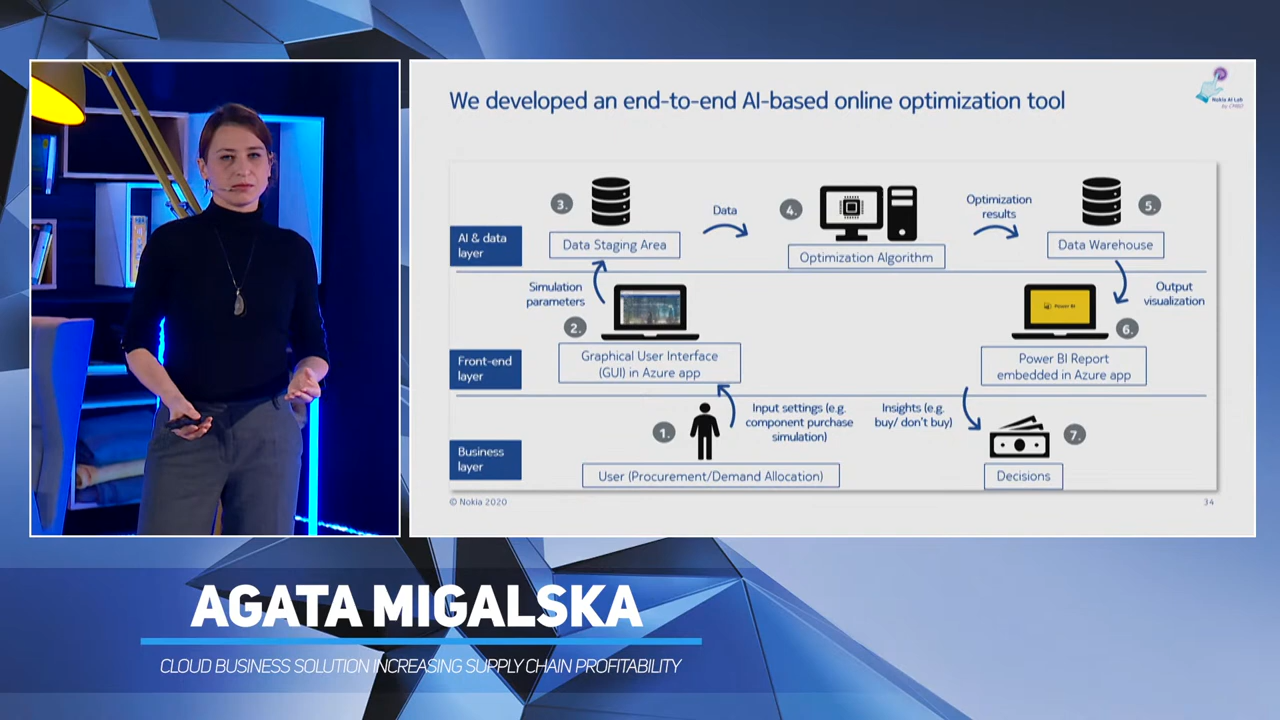 We developed an end-to-end AI-based online optimization tool
Nokia AI Lab
by CMBO
AI & data
layer
3.
Data Staging Area
Data
4.
Optimization Algorithm
Optimization
results
5.
Data Warehouse
Simulation
parameters
Output
visualization
Front-end
layer
2.
Graphical User Interface
(GUI) in Azure app
Power BI
6.
Power BI Report
embedded in Azure app
Input settings (e.g.
component purchase
simulation)
Insights (e.g.
buy/ don't buy)
Business
layer
1.
User (Procurement/Demand Allocation)
7.
Decisions
© Nokia 2020
34
AGATA MIGALSKA
CLOUD BUSINESS SOLUTION INCREASING SUPPLY CHAIN PROFITABILITY